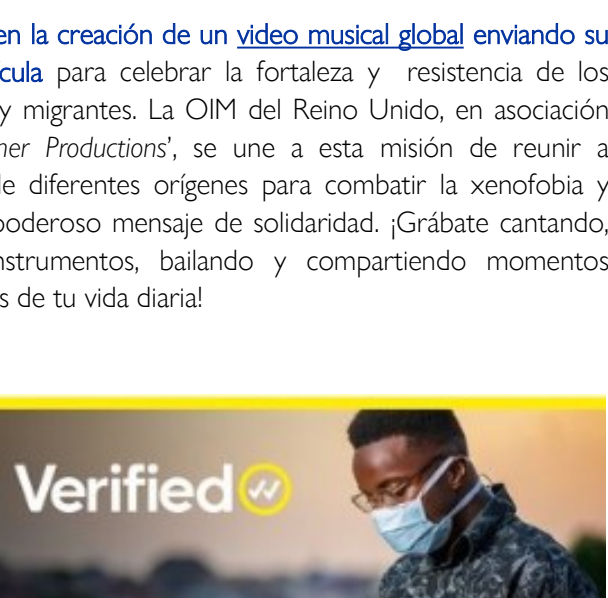 en la creación de un video musical global enviando su
cula para celebrar la fortaleza y resistencia de los
y migrantes. La OIM del Reino Unido, en asociación
ner Productions’, se une a esta misión de reunir a
de diferentes orígenes para combatir la xenofobia y
poderoso mensaje de solidaridad. ¡Grábate cantando,
nstrumentos, bailando y compartiendo momentos
s de tu vida diaria!
Verified